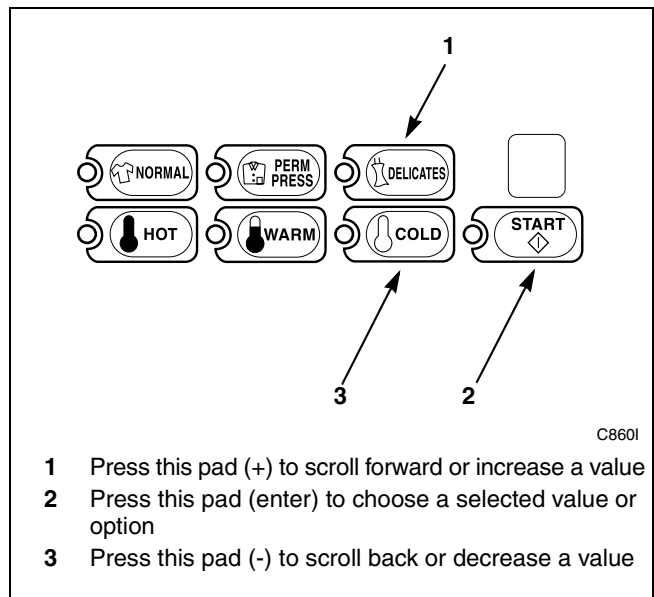 1
NORMAL
PERM
PRESS
DELICATES
HOT
WARM
COLD
START
3
2
C860I
1 Press this pad (+) to scroll forward or increase a value
2 Press this pad (enter) to choose a selected value or
option
3 Press this pad (-) to scroll back or decrease a value